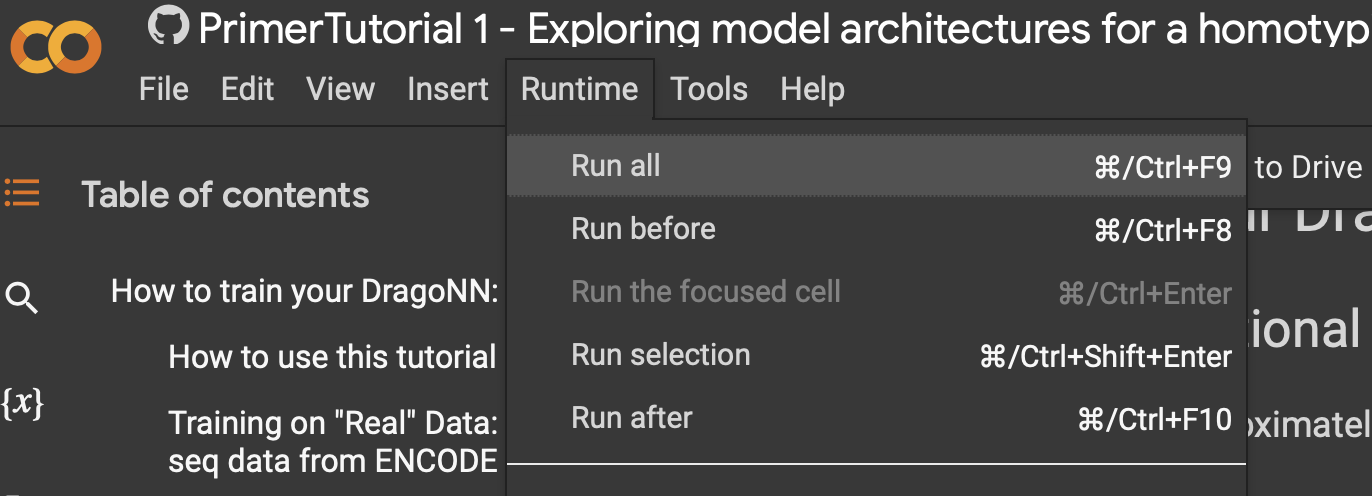 PrimerTutorial 1 - Exploring model architectures for a homotyp
File Edit View Insert Runtime Tools Help
Table of contents
How to train your DragoNN:
How to use this tutorial
Training on "Real" Data:
seq data from ENCODE
{x}
Run all ⌘/Ctrl+F9
Run before ⌘/Ctrl+F8
Run the focused cell ⌘/Ctrl+Enter
Run selection ⌘/Ctrl+Shift+Enter
Run after ⌘/Ctrl+F10
to Drive
ional
oximatel